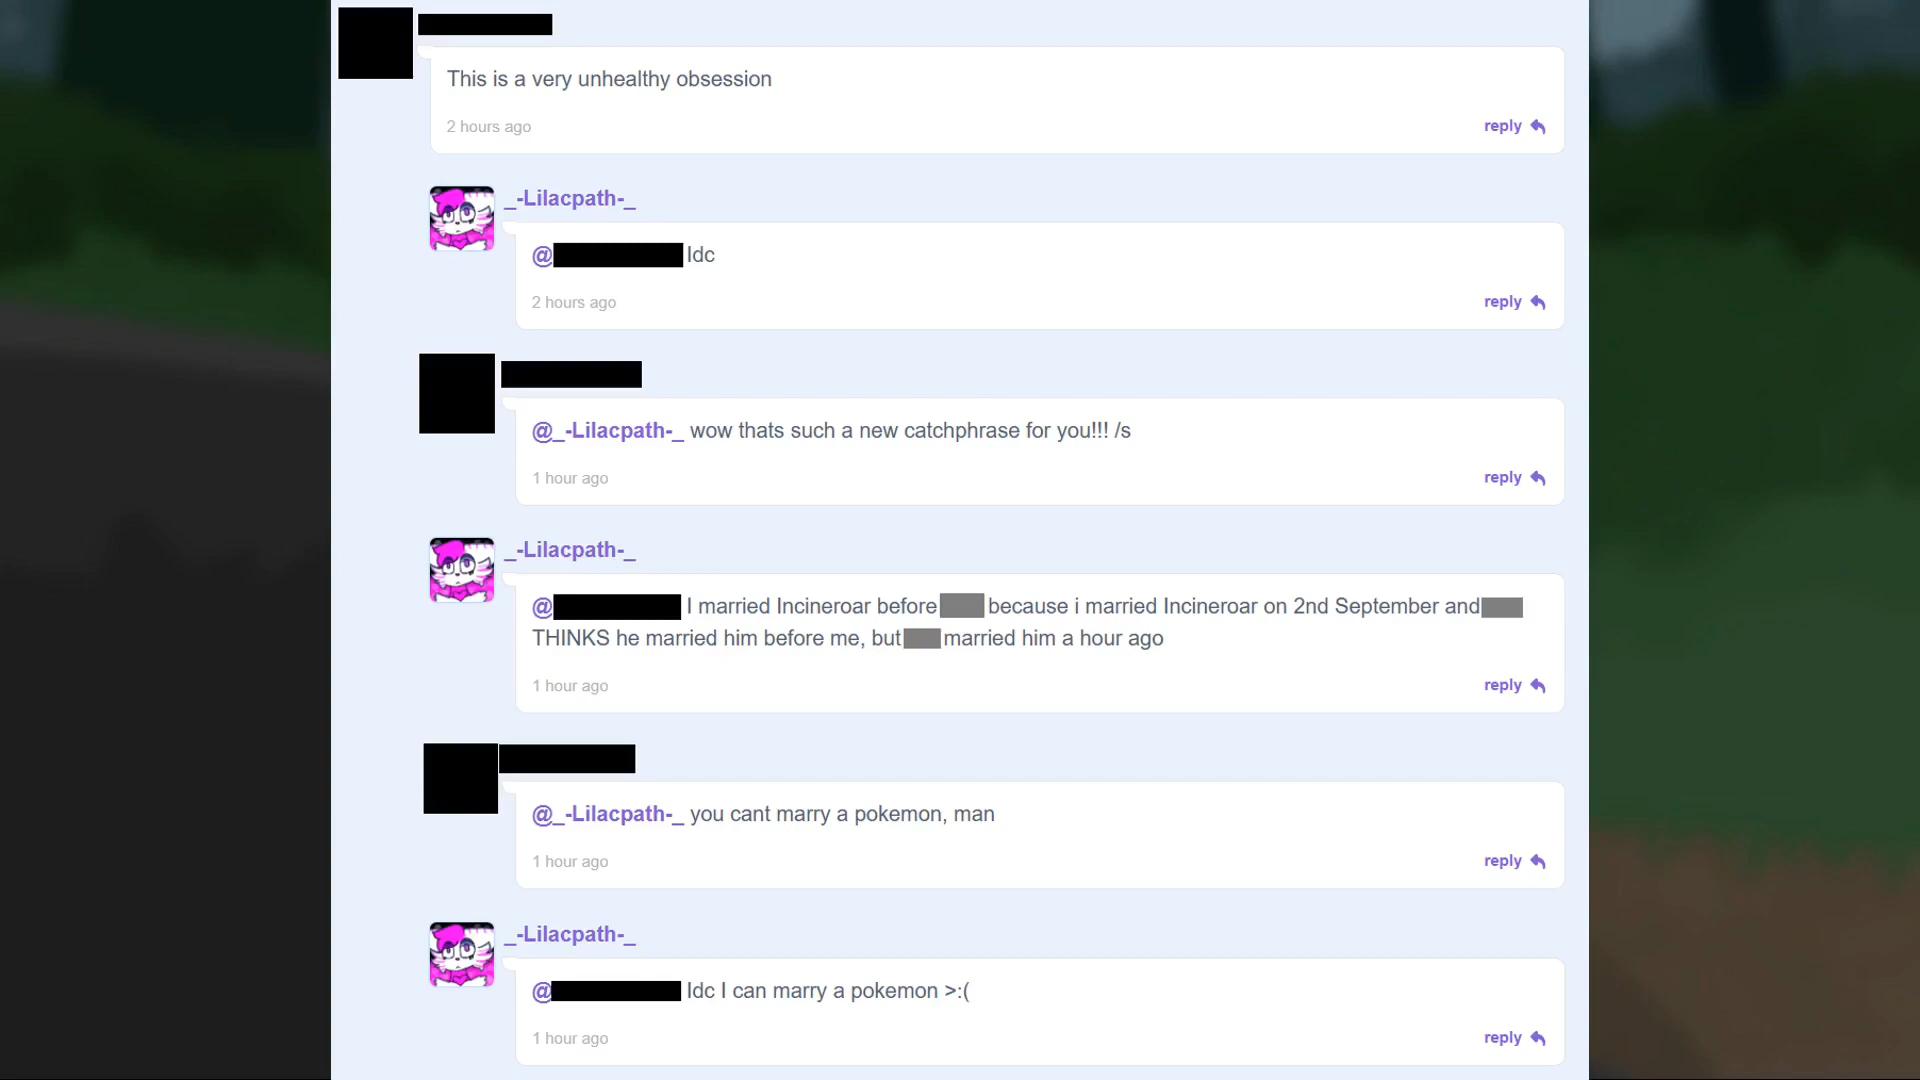 This is a very unhealthy obsession
2 hours ago
reply
_-Lilacpath-_
@ Idc
2 hours ago
reply
@_-Lilacpath-_ wow thats such a new catchphrase for you!!! /s
1 hour ago
reply
_-Lilacpath-_
@ I married Incineroar before because i married Incineroar on 2nd September and
THINKS he married him before me, but married him a hour ago
1 hour ago
reply
@_-Lilacpath-_ you cant marry a pokemon, man
1 hour ago
reply
_-Lilacpath-_
@ Idc I can marry a pokemon >:(
1 hour ago
reply